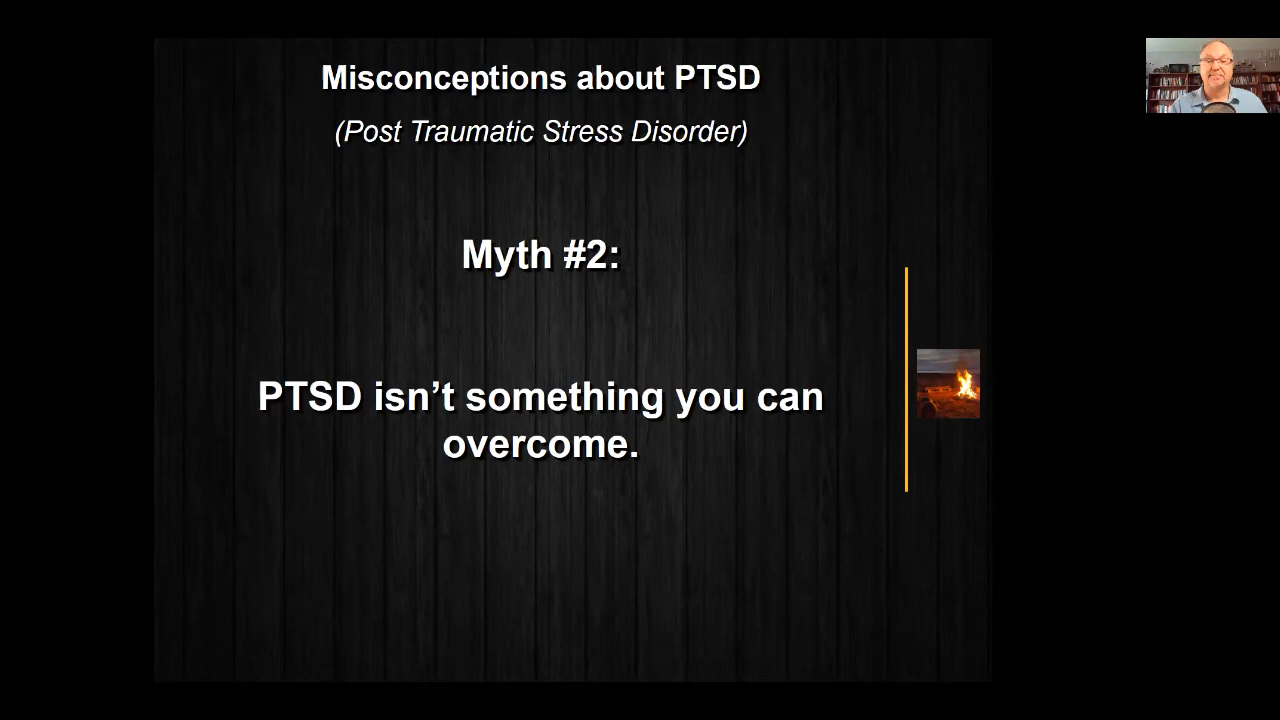 Misconceptions about PTSD
(Post Traumatic Stress Disorder)
Myth #2:
PTSD isn’t something you can
overcome.